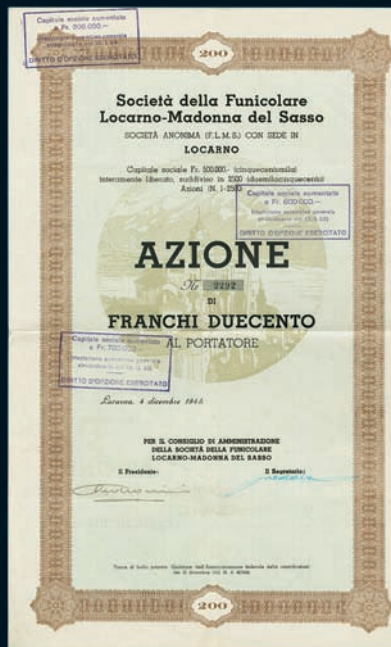 Capitale sociale aumentato
a Fr. 900.000.—
DIRITTO D'OPZIONE ESERCITATO
200
Società della Funicolare
Locarno-Madonna del Sasso
SOCIETÀ ANONIMA (F.L.M.S.) CON SEDE IN
LOCARNO
Capitale sociale Fr. 500.000.- (cinquecentomila)
interamente liberato, suddiviso in 2500 (duemilacinquecento)
Azioni (N. 1-2500)
Capitale sociale aumentato
a Fr. 600.000.—
DIRITTO D'OPZIONE ESERCITATO
AZIONE
No 2292
DI
FRANCHI DUECENTO
AL PORTATORE
Capitale sociale aumentato
a Fr. 700.000.—
DIRITTO D'OPZIONE ESERCITATO
Locarno, 4 dicembre
PER IL CONSIGLIO DI AMMINISTRAZIONE
DELLA SOCIETÀ DELLA FUNICOLARE
LOCARNO-MADONNA DEL SASSO
Il Presidente:
Il Segretario:
200